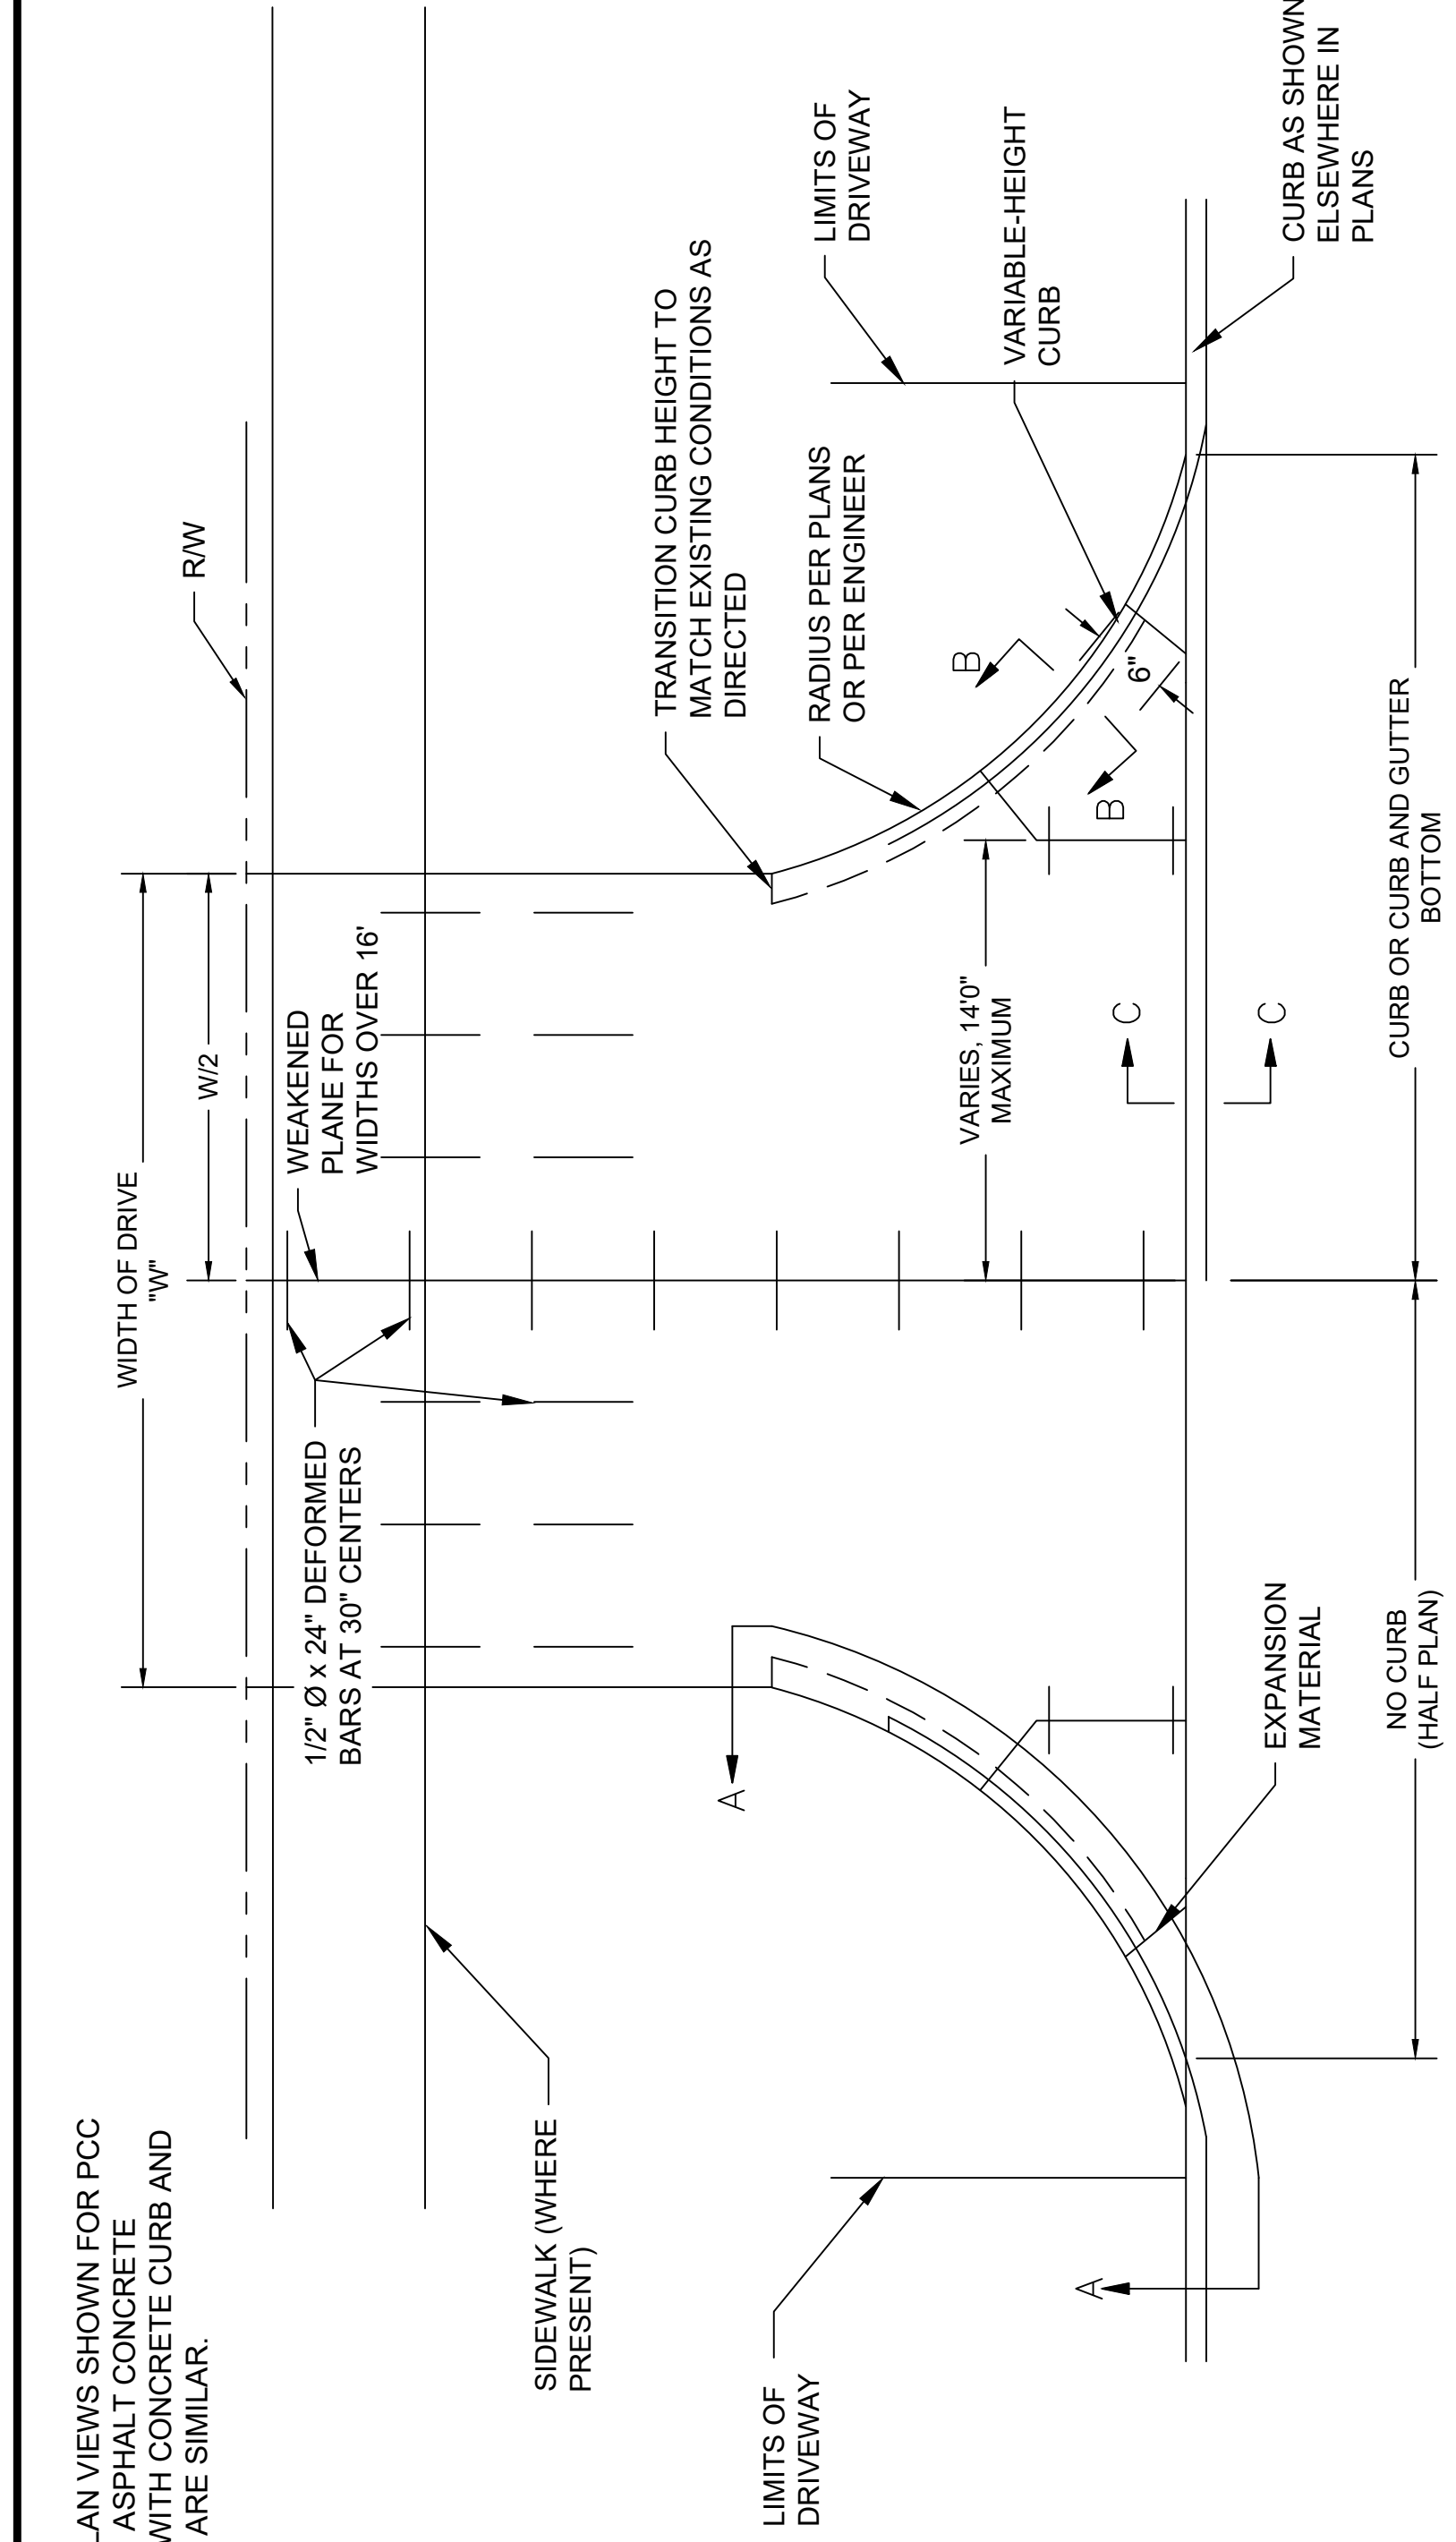 LAN VIEWS SHOWN FOR PCC
ASPHALT CONCRETE
WITH CONCRETE CURB AND
ARE SIMILAR.
WIDTH OF DRIVE
"W"
W/2
R/W
WEAKENED
PLANE FOR
WIDTHS OVER 16'
1/2" Ø x 24" DEFORMED
BARS AT 30" CENTERS
SIDEWALK (WHERE
PRESENT)
TRANSITION CURB HEIGHT TO
MATCH EXISTING CONDITIONS AS
DIRECTED
LIMITS OF
DRIVEWAY
RADIUS PER PLANS
OR PER ENGINEER
LIMITS OF
DRIVEWAY
VARIABLE-HEIGHT
CURB
A
A
B
B
6"
VARIES, 14'0"
MAXIMUM
C
C
EXPANSION
MATERIAL
CURB AS SHOWN
ELSEWHERE IN
PLANS
NO CURB
(HALF PLAN)
CURB OR CURB AND GUTTER
BOTTOM